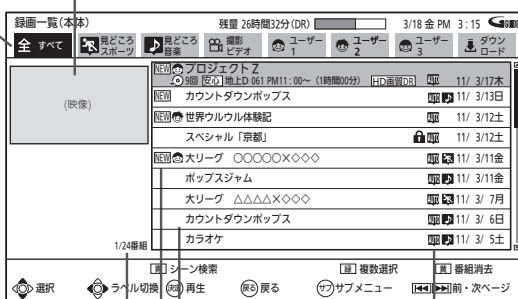 録画一覧(本体) 残量 26時間32分(DR) 3/18 金 PM 3:15
全 すべて 見どころスポーツ 見どころ音楽 撮影ビデオ ユーザー1 ユーザー2 ユーザー3 ダウンロード
(映像)
NEW プロジェクトZ
9回 安心 地上D 061 PM11:00～(1時間00分) HD画質DR 11/ 3/17木
NEW カウントダウンポップス 11/ 3/13日
NEW 世界ウルウル体験記 11/ 3/12土
スペシャル「京都」 11/ 3/12土
NEW 大リーグ ○○○○○×◇◇◇ 11/ 3/11金
ポップスジャム 11/ 3/11金
大リーグ △△△△×◇◇◇ 11/ 3/ 7月
カウントダウンポップス 11/ 3/ 6日
カラオケ 11/ 3/ 5土
1/24番組
青 シーン検索 緑 複数選択 黄 番組消去
選択 ラベル切換 決定 再生 戻る 戻る サブ サブメニュー 前・次ページ